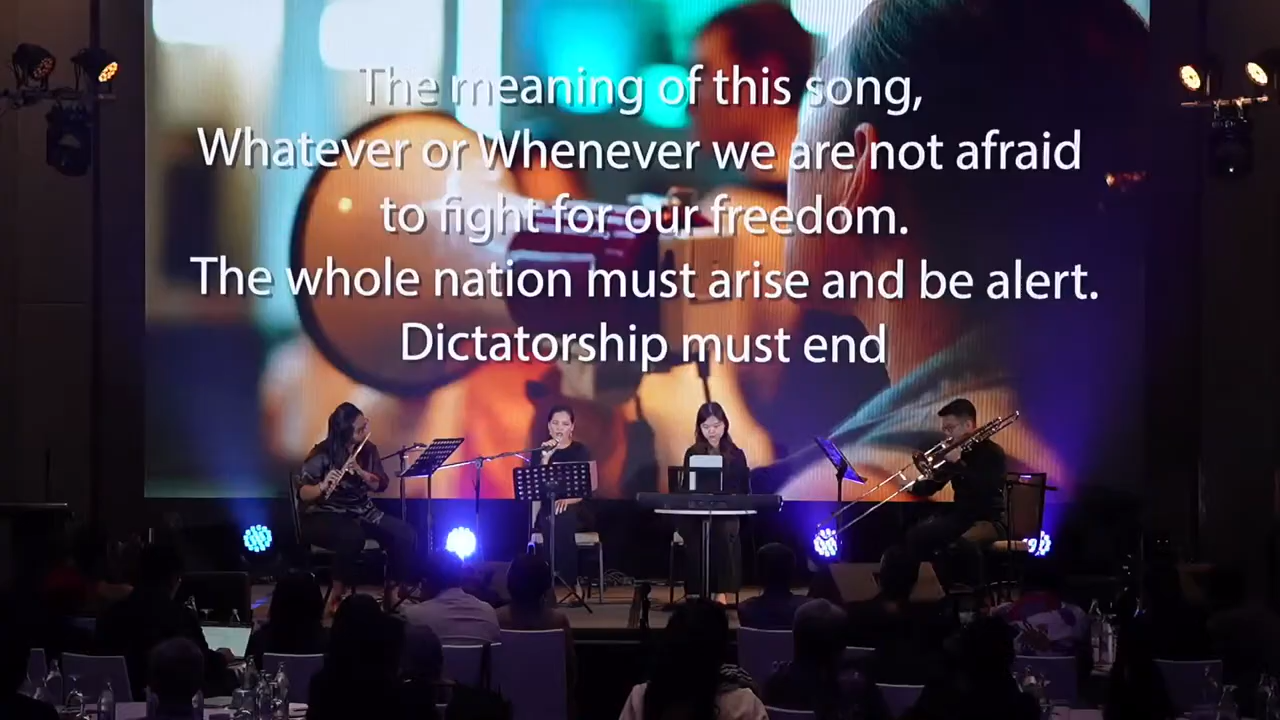 The meaning of this song,
Whatever or Whenever we are not afraid
to fight for our freedom.
The whole nation must arise and be alert.
Dictatorship must end